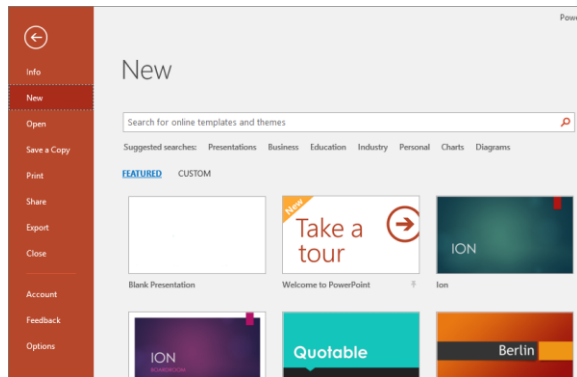 Powe
Info
New
Open
Save a Copy
Print
Share
Export
Close
Account
Feedback
Options
New
Search for online templates and themes
Suggested searches: Presentations Business Education Industry Personal Charts Diagrams
FEATURED CUSTOM
New
Take a
tour
ION
Blank Presentation Welcome to PowerPoint Ion
ION
BOARDROOM
Quotable
Berlin